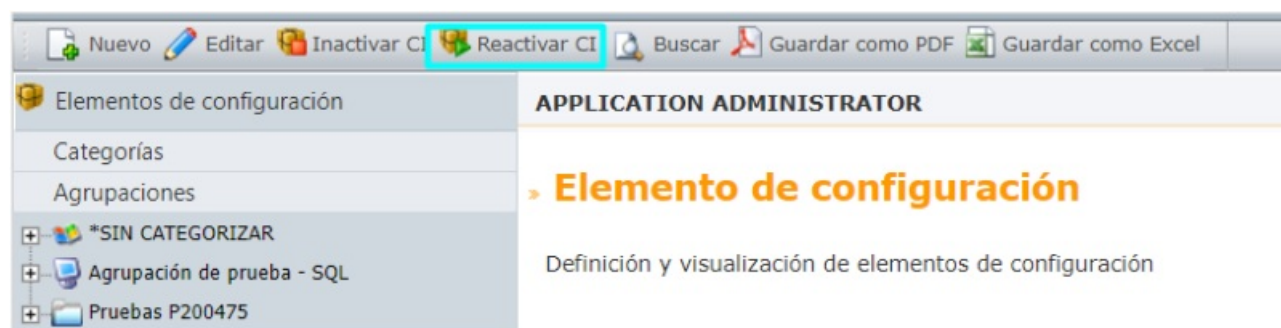 Nuevo Editar Inactivar CI Reactivar CI Buscar Guardar como PDF Guardar como Excel
Elementos de configuración
Categorías
Agrupaciones
*SIN CATEGORIZAR
Agrupación de prueba - SQL
Pruebas P200475
APPLICATION ADMINISTRATOR
» Elemento de configuración
Definición y visualización de elementos de configuración